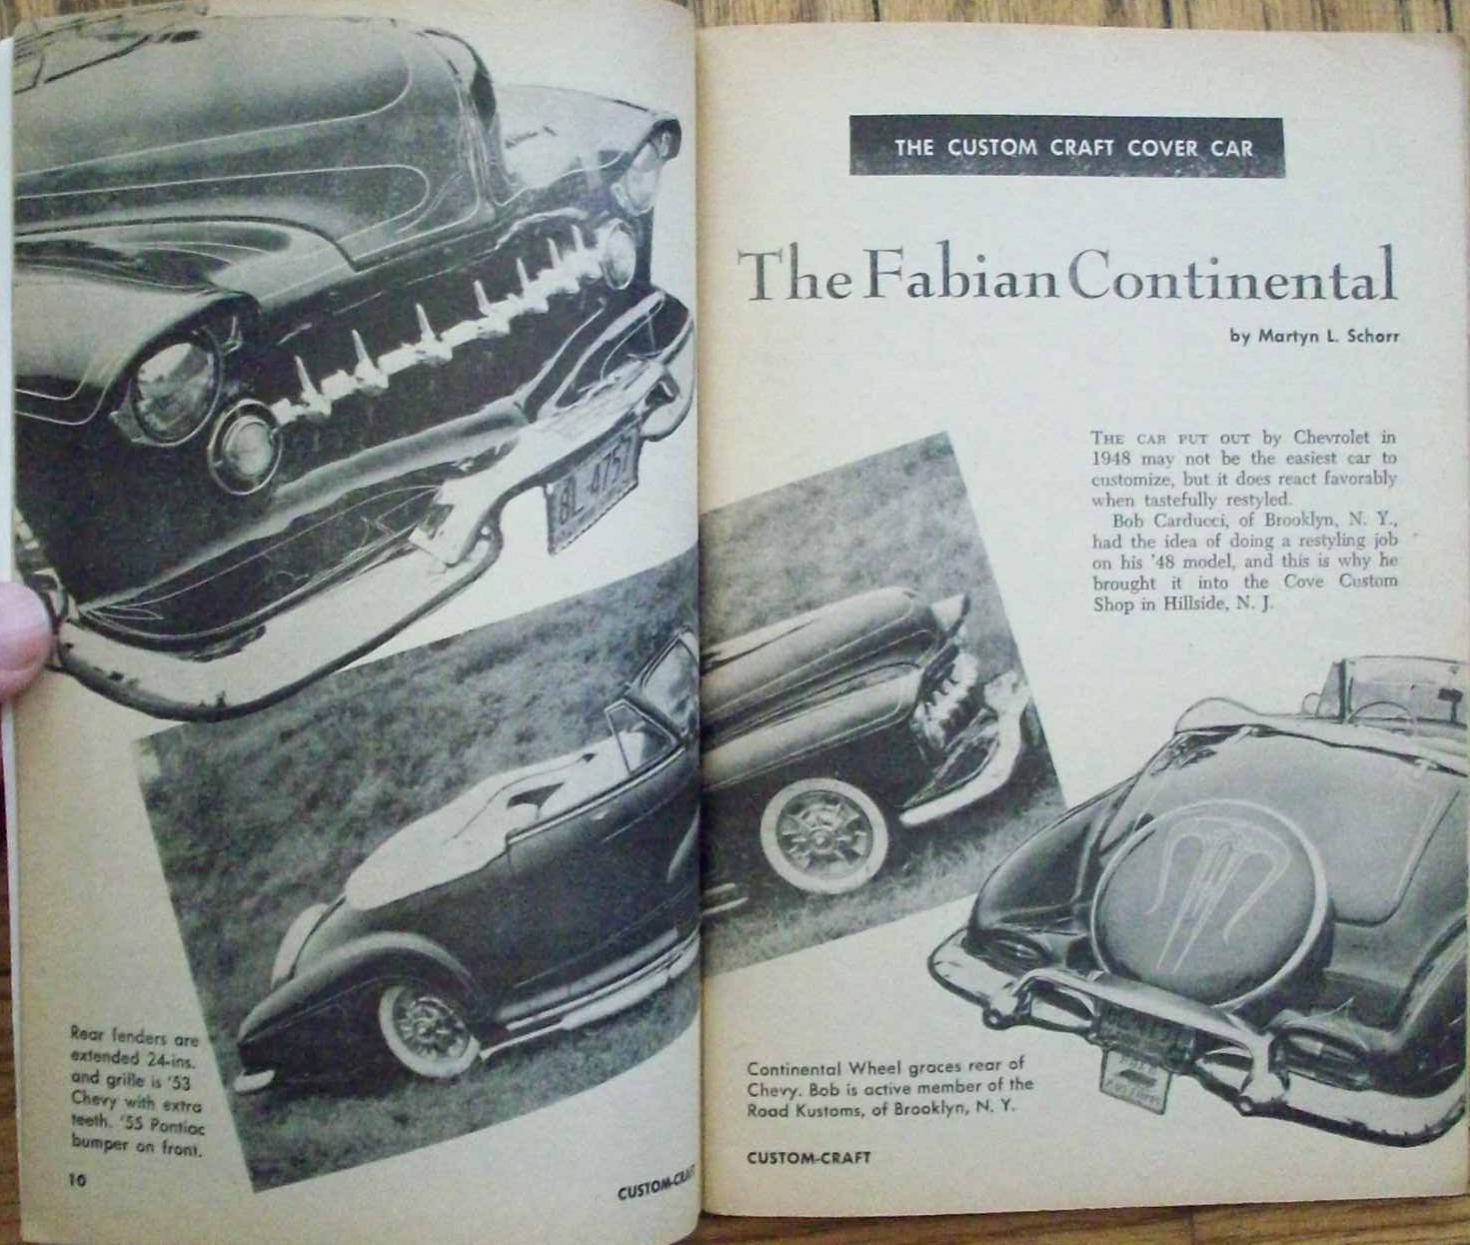 8L 4757
Rear fenders are
extended 24-ins.
and grille is '53
Chevy with extra
teeth. '55 Pontiac
bumper on front.
10
THE CUSTOM CRAFT COVER CAR
The Fabian Continental
by Martyn L. Schorr
THE CAR PUT OUT by Chevrolet in
1948 may not be the easiest car to
customize, but it does react favorably
when tastefully restyled.
Bob Carducci, of Brooklyn, N. Y.,
had the idea of doing a restyling job
on his '48 model, and this is why he
brought it into the Cove Custom
Shop in Hillside, N. J.
Continental Wheel graces rear of
Chevy. Bob is active member of the
Road Kustoms, of Brooklyn, N. Y.
CUSTOM-CRAFT